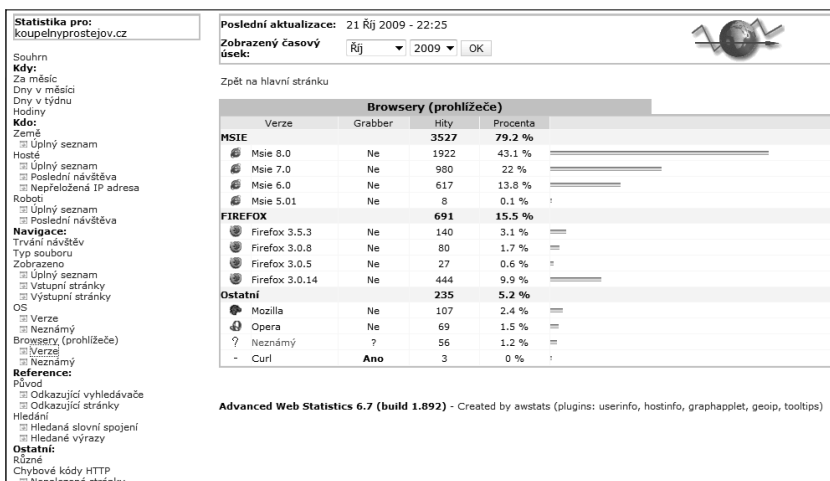 Statistika pro:
koupelnyprostejov.cz
Souhrn
Kdy:
Za měsíc
Dny v měsíci
Dny v týdnu
Hodiny
Kdo:
Země
Úplný seznam
Hosté
Úplný seznam
Poslední návštěva
Nepřeložená IP adresa
Roboti
Úplný seznam
Poslední návštěva
Navigace:
Trvání návštěv
Typ souboru
Zobrazeno
Úplný seznam
Vstupní stránky
Výstupní stránky
OS
Verze
Neznámý
Browsery (prohlížeče)
Verze
Neznámý
Reference:
Původ
Odkazující vyhledávače
Odkazující stránky
Hledání
Hledaná slovní spojení
Hledané výrazy
Ostatní:
Různé
Chybové kódy HTTP
Poslední aktualizace: 21 Říj 2009 - 22:25
Zobrazený časový úsek: Říj 2009 OK
Zpět na hlavní stránku
Browsery (prohlížeče)
Verze Grabber Hity Procenta
MSIE 3527 79.2 %
Msie 8.0 Ne 1922 43.1 %
Msie 7.0 Ne 980 22 %
Msie 6.0 Ne 617 13.8 %
Msie 5.01 Ne 8 0.1 %
FIREFOX 691 15.5 %
Firefox 3.5.3 Ne 140 3.1 %
Firefox 3.0.8 Ne 80 1.7 %
Firefox 3.0.5 Ne 27 0.6 %
Firefox 3.0.14 Ne 444 9.9 %
Ostatní 235 5.2 %
Mozilla Ne 107 2.4 %
Opera Ne 69 1.5 %
? Neznámý ? 56 1.2 %
- Curl Ano 3 0 %
Advanced Web Statistics 6.7 (build 1.892) - Created by awstats (plugins: userinfo, hostinfo, graphapplet, geoip, tooltips)